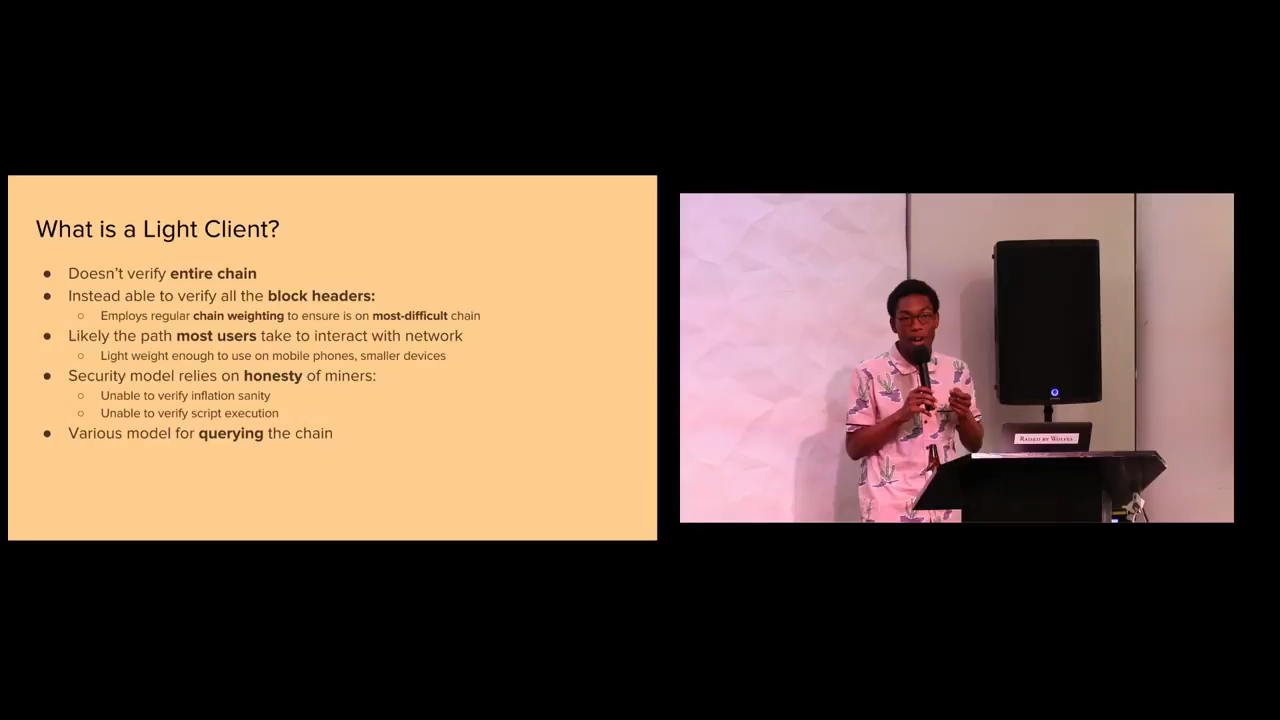 What is a Light Client?
● Doesn't verify entire chain
● Instead able to verify all the block headers:
○ Employs regular chain weighting to ensure is on most-difficult chain
● Likely the path most users take to interact with network
○ Light weight enough to use on mobile phones, smaller devices
● Security model relies on honesty of miners:
○ Unable to verify inflation sanity
○ Unable to verify script execution
● Various model for querying the chain
RAISED BY WOLVES